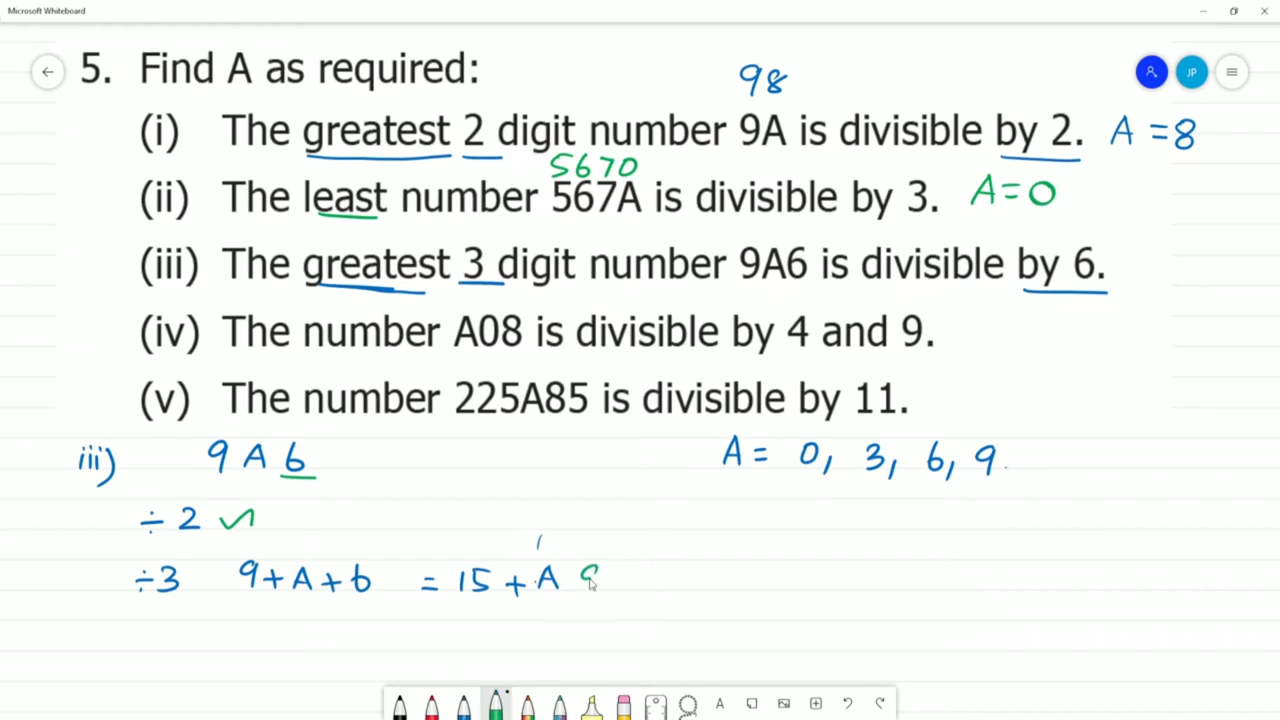 Microsoft Whiteboard
5. Find A as required:
98
JP
(i) The greatest 2 digit number 9A is divisible by 2. A = 8
5670
(ii) The least number 567A is divisible by 3. A = 0
(iii) The greatest 3 digit number 9A6 is divisible by 6.
(iv) The number A08 is divisible by 4 and 9.
(v) The number 225A85 is divisible by 11.
iii) 9 A 6 A = 0, 3, 6, 9
÷ 2
÷3 9 + A + 6 = 15 + A 9
A